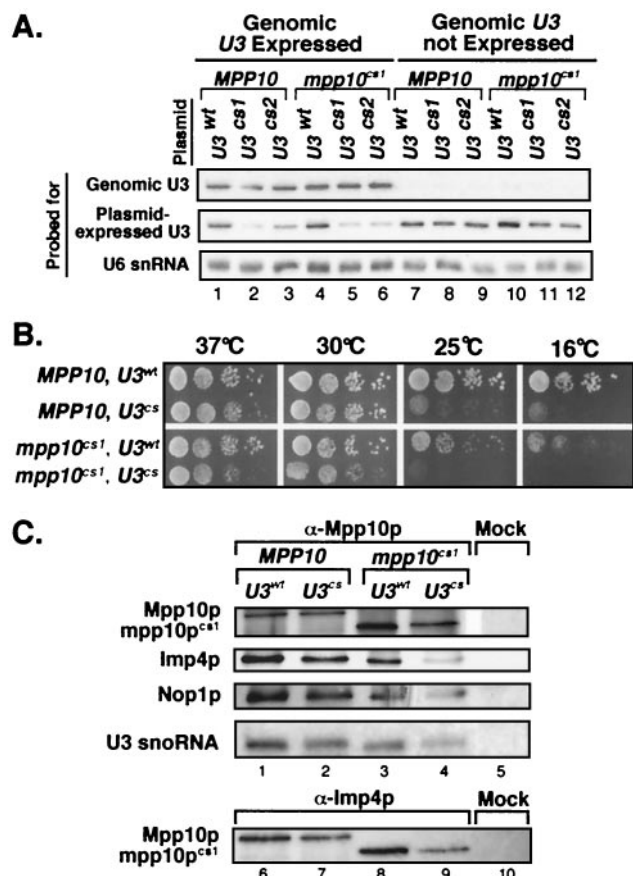 A.
Genomic U3 Expressed
Genomic U3 not Expressed
MPP10 mpp10cs1 MPP10 mpp10cs1
Plasmid
U3 wt U3 cs1 U3 cs2 U3 wt U3 cs1 U3 cs2 U3 wt U3 cs1 U3 cs2 U3 wt U3 cs1 U3 cs2
Probed for
Genomic U3
Plasmid-
expressed U3
U6 snRNA
1 2 3 4 5 6 7 8 9 10 11 12
B.
37°C 30°C 25°C 16°C
MPP10, U3wt
MPP10, U3cs
mpp10cs1, U3wt
mpp10cs1, U3cs
C.
α-Mpp10p Mock
MPP10 mpp10cs1
U3wt U3cs U3wt U3cs
Mpp10p
mpp10pcs1
Imp4p
Nop1p
U3 snoRNA
1 2 3 4 5
α-Imp4p Mock
Mpp10p
mpp10pcs1
6 7 8 9 10